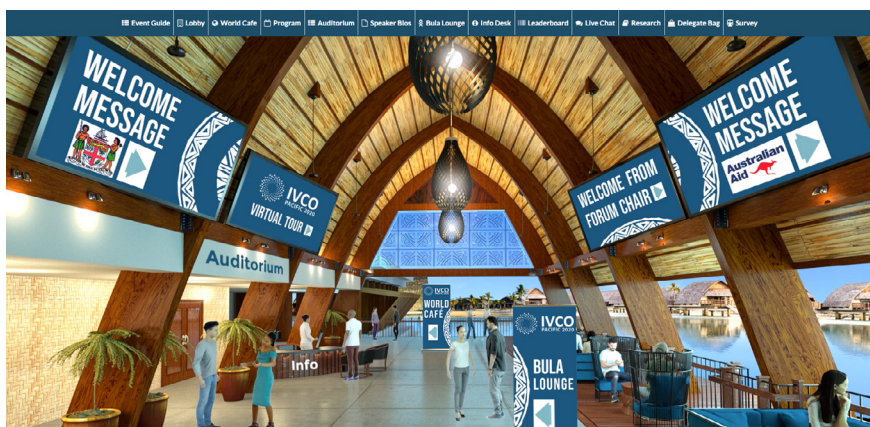 Event Guide Lobby World Cafe Program Auditorium Speaker Bios Bula Lounge Info Desk Leaderboard Live Chat Research Delegate Bag Survey
WELCOME
MESSAGE
IVCO
PACIFIC 2020
VIRTUAL TOUR
WELCOME FROM
FORUM CHAIR
WELCOME
MESSAGE
Australian
Aid
Auditorium
IVCO
PACIFIC 2020
WORLD
CAFÉ
Info
IVCO
PACIFIC 2020
BULA
LOUNGE